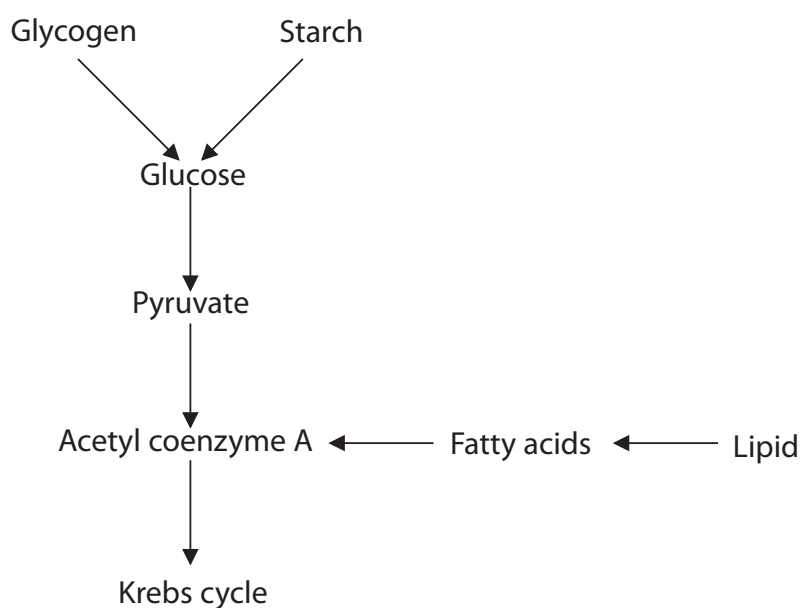 Glycogen
Starch
Glucose
Pyruvate
Acetyl coenzyme A
Fatty acids
Lipid
Krebs cycle